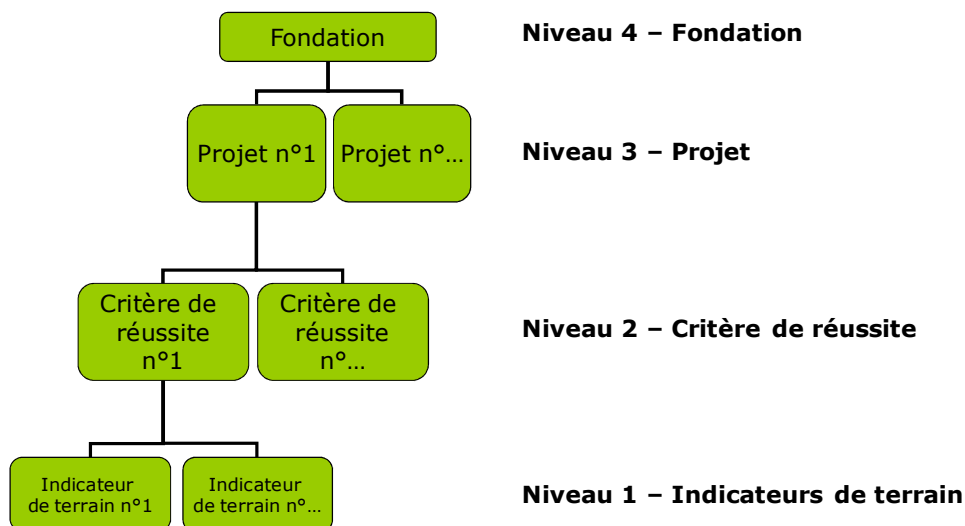 Fondation
Niveau 4 – Fondation
Projet n°1
Projet n°…
Niveau 3 – Projet
Critère de
réussite
n°1
Critère de
réussite
n°…
Niveau 2 – Critère de réussite
Indicateur
de terrain n°1
Indicateur
de terrain n°…
Niveau 1 – Indicateurs de terrain